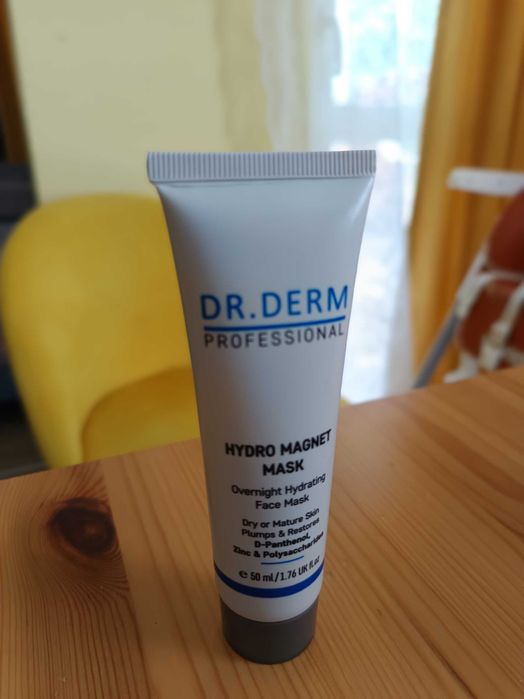 DR.DERM
PROFESSIONAL
HYDRO MAGNET
MASK
Overnight Hydrating
Face Mask
Dry or Mature Skin
Plumps & Restores
D-Panthenol,
Zinc & Polysaccharides
e 50 ml/1.76 UK fl.oz